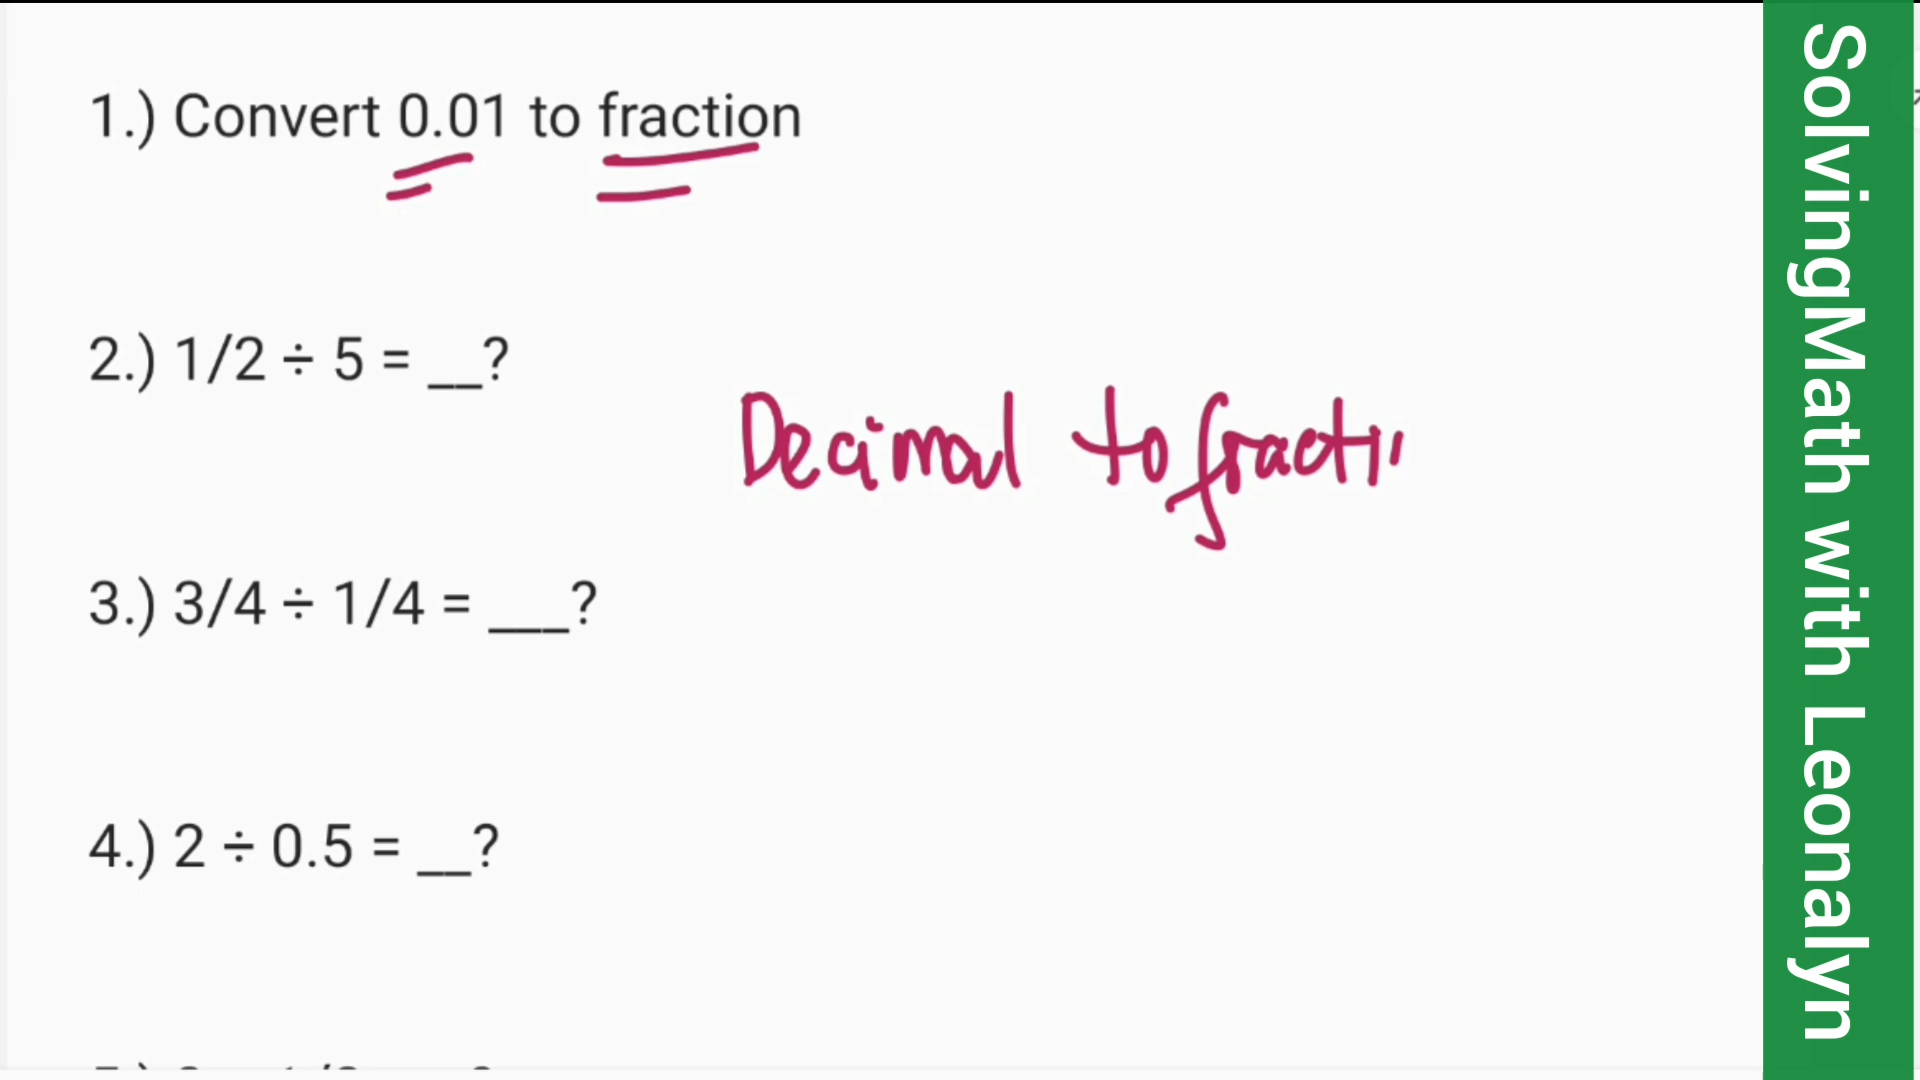 1.) Convert 0.01 to fraction
2.) 1/2 ÷ 5 = __?
Decimal to fracti
3.) 3/4 ÷ 1/4 = ___?
4.) 2 ÷ 0.5 = __?
SolvingMath with Leonalyn